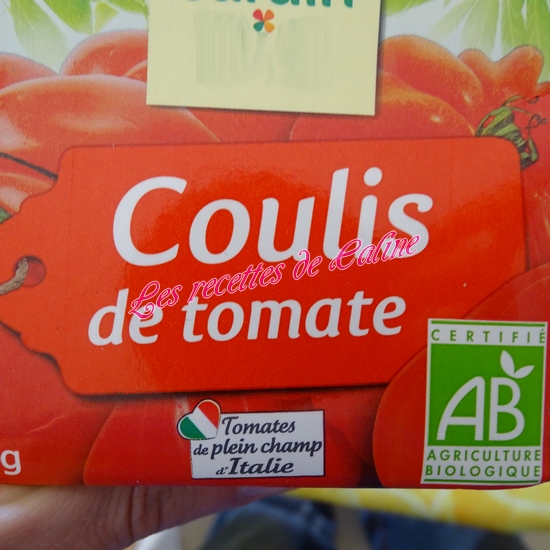 Coulis
de tomate
Les recettes de Caline
CERTIFIÉ
AB
AGRICULTURE
BIOLOGIQUE
Tomates
de plein champ
d'Italie
g